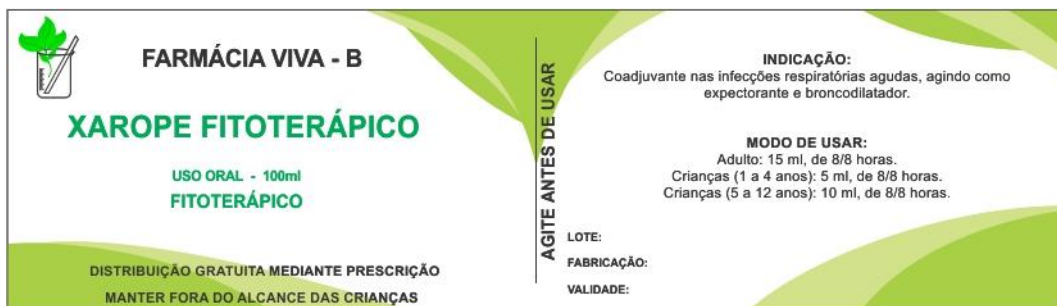 FARMÁCIA VIVA - B
XAROPE FITOTERÁPICO
USO ORAL - 100ml
FITOTERÁPICO
DISTRIBUIÇÃO GRATUITA MEDIANTE PRESCRIÇÃO
MANTER FORA DO ALCANCE DAS CRIANÇAS
AGITE ANTES DE USAR
INDICAÇÃO:
Coadjuvante nas infecções respiratórias agudas, agindo como
expectorante e broncodilatador.
MODO DE USAR:
Adulto: 15 ml, de 8/8 horas.
Crianças (1 a 4 anos): 5 ml, de 8/8 horas.
Crianças (5 a 12 anos): 10 ml, de 8/8 horas.
LOTE:
FABRICAÇÃO:
VALIDADE: